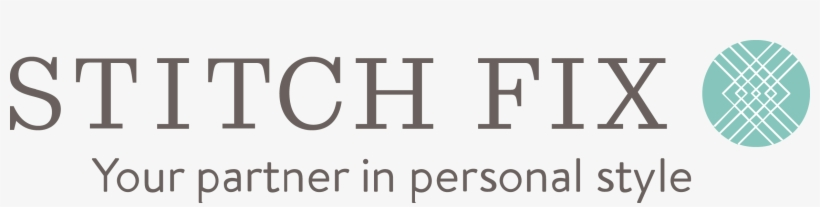 STITCH FIX
Your partner in personal style